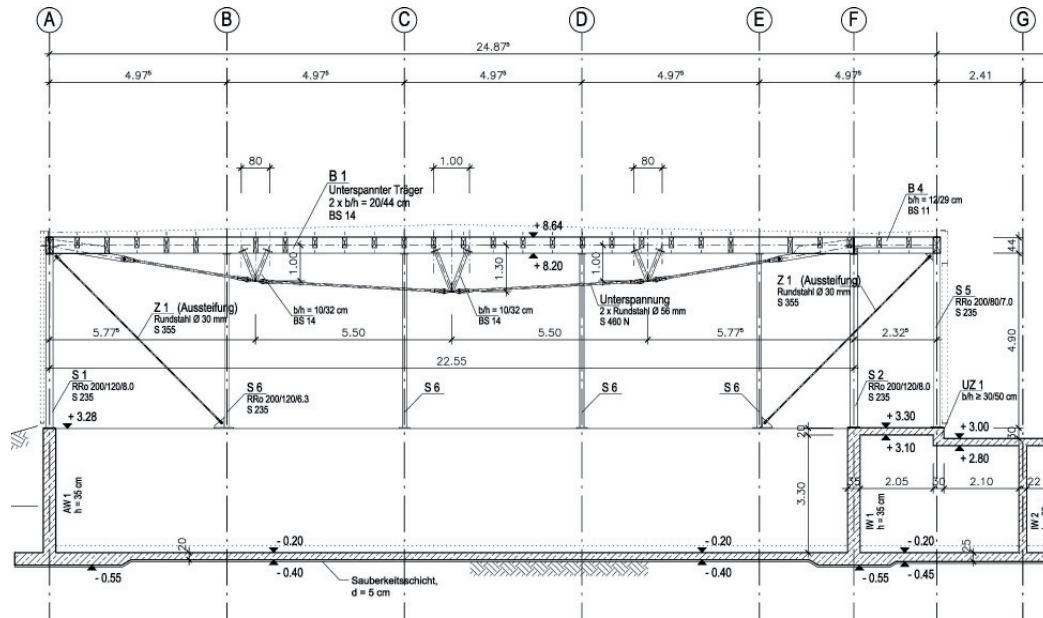 A B C D E F G
24.87⁵
4.97⁵ 4.97⁵ 4.97⁵ 4.97⁵ 4.97⁵ 2.41
80 1.00 80
B 1
Unterspannter Träger
2 x b/h = 20/44 cm
BS 14
B 4
b/h = 12/29 cm
BS 11
+ 8.64
+ 8.20
44
1.00
1.30
1.00
Z 1 (Aussteifung)
Rundstahl Ø 30 mm
S 355
b/h = 10/32 cm
BS 14
b/h = 10/32 cm
BS 14
Unterspannung
2 x Rundstahl Ø 56 mm
S 460 N
Z 1 (Aussteifung)
Rundstahl Ø 30 mm
S 355
S 5
RRo 200/80/7.0
S 235
4.90
5.77⁵ 5.50 5.50 5.77⁵ 2.32⁵
22.55
S 1
RRo 200/120/8.0
S 235
S 6
RRo 200/120/6.3
S 235
S 6
S 6
S 6
S 2
RRo 200/120/8.0
S 235
UZ 1
b/h ≥ 30/50 cm
+ 3.28
+ 3.30
+ 3.10
+ 3.00
+ 2.80
20
3.30
35 2.05 30 2.10 22
AW 1
h = 35 cm
IW 1
h = 35 cm
IW 2
20
- 0.20
- 0.40
- 0.20
- 0.40
- 0.20
- 0.45
25
- 0.55
- 0.55
Sauberkeitsschicht,
d = 5 cm